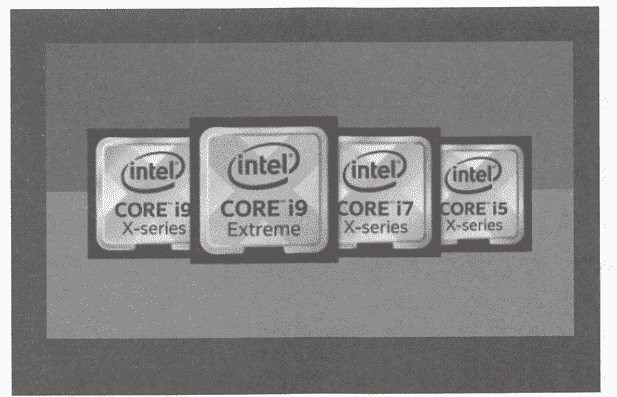 intel
CORE i9
X-series
intel
CORE i9
Extreme
intel
CORE i7
X-series
intel
CORE i5
X-series